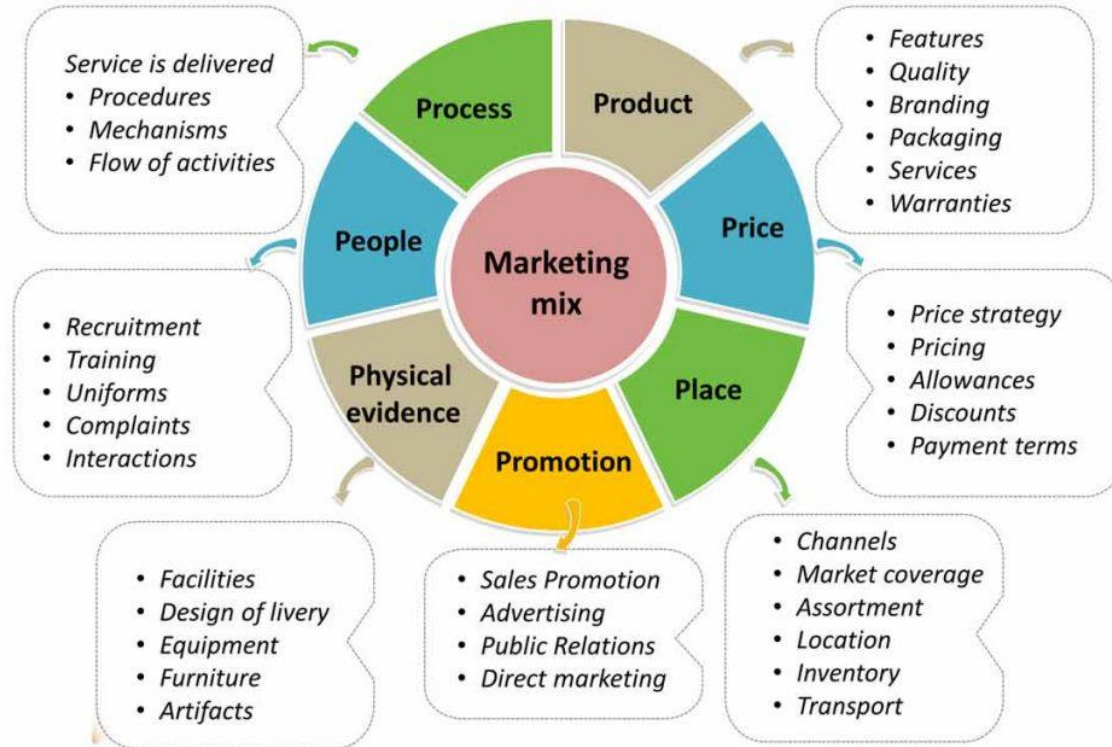 Service is delivered
• Procedures
• Mechanisms
• Flow of activities
Process
Product
• Features
• Quality
• Branding
• Packaging
• Services
• Warranties
People
Marketing
mix
Price
• Recruitment
• Training
• Uniforms
• Complaints
• Interactions
• Price strategy
• Pricing
• Allowances
• Discounts
• Payment terms
Physical
evidence
Promotion
Place
• Facilities
• Design of livery
• Equipment
• Furniture
• Artifacts
• Sales Promotion
• Advertising
• Public Relations
• Direct marketing
• Channels
• Market coverage
• Assortment
• Location
• Inventory
• Transport